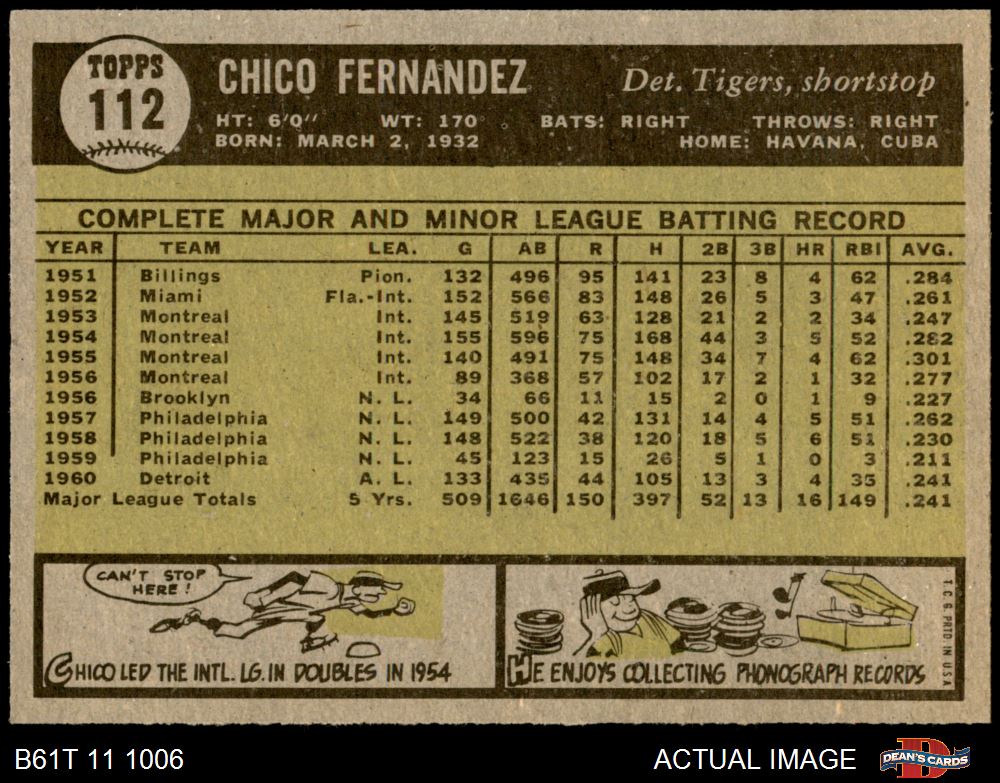 TOPPS
112
CHICO FERNANDEZ Det. Tigers, shortstop
HT: 6'0" WT: 170 BATS: RIGHT THROWS: RIGHT
BORN: MARCH 2, 1932 HOME: HAVANA, CUBA
COMPLETE MAJOR AND MINOR LEAGUE BATTING RECORD
YEAR TEAM LEA. G AB R H 2B 3B HR RBI AVG.
1951 Billings Pion. 132 496 95 141 23 8 4 62 .284
1952 Miami Fla.-Int. 152 566 83 148 26 5 3 47 .261
1953 Montreal Int. 145 519 63 128 21 2 2 34 .247
1954 Montreal Int. 155 596 75 168 44 3 5 52 .282
1955 Montreal Int. 140 491 75 148 34 7 4 62 .301
1956 Montreal Int. 89 368 57 102 17 2 1 32 .277
1956 Brooklyn N. L. 34 66 11 15 2 0 1 9 .227
1957 Philadelphia N. L. 149 500 42 131 14 4 5 51 .262
1958 Philadelphia N. L. 148 522 38 120 18 5 6 51 .230
1959 Philadelphia N. L. 45 123 15 26 5 1 0 3 .211
1960 Detroit A. L. 133 435 44 105 13 3 4 35 .241
Major League Totals 5 Yrs. 509 1646 150 397 52 13 16 149 .241
CAN'T STOP
HERE!
CHICO LED THE INTL. LG. IN DOUBLES IN 1954
HE ENJOYS COLLECTING PHONOGRAPH RECORDS
T. C. G. PRTD. IN U S A
B61T 11 1006 ACTUAL IMAGE
D
DEAN'S CARDS